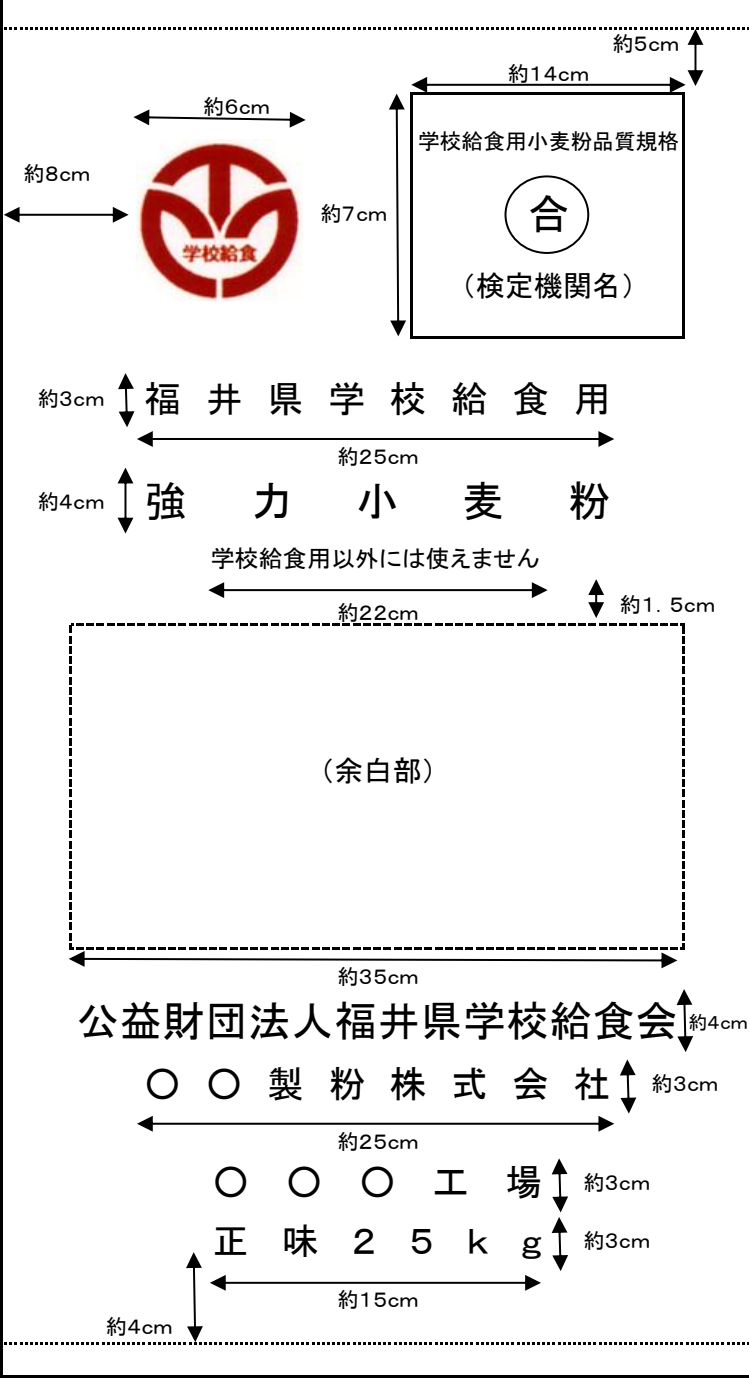 約5cm
約14cm
約6cm
学校給食用小麦粉品質規格
約8cm
学校給食
約7cm
合
（検定機関名）
約3cm
福井県学校給食用
約25cm
約4cm
強力小麦粉
学校給食用以外には使えません
約22cm
約1．5cm
（余白部）
約35cm
公益財団法人福井県学校給食会
約4cm
〇〇製粉株式会社
約3cm
約25cm
〇〇〇工場
約3cm
正味２５ｋｇ
約3cm
約15cm
約4cm